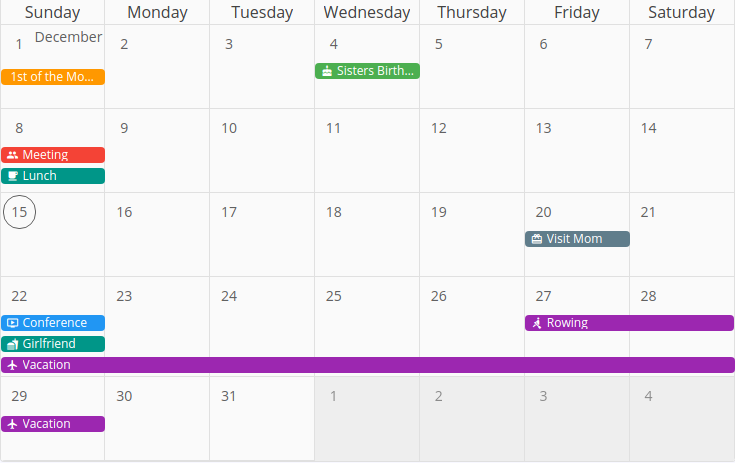 Sunday Monday Tuesday Wednesday Thursday Friday Saturday
1 December 2 3 4 5 6 7
1st of the Mo... Sisters Birth...
8 9 10 11 12 13 14
Meeting
Lunch
15 16 17 18 19 20 21
Visit Mom
22 23 24 25 26 27 28
Conference Rowing
Girlfriend
Vacation
29 30 31 1 2 3 4
Vacation